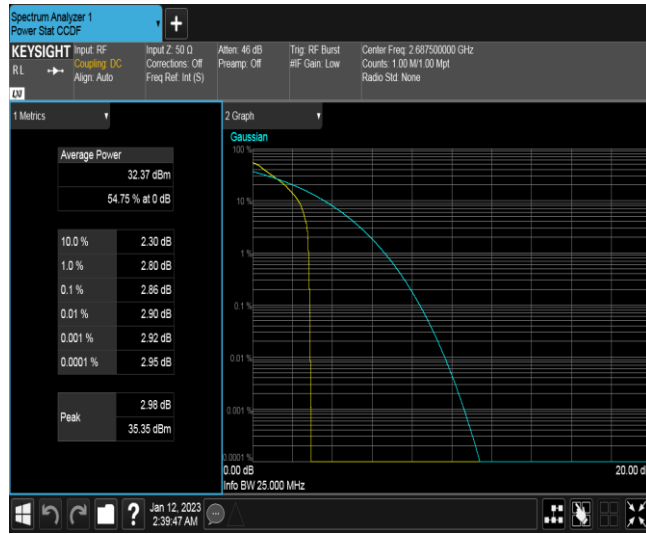 Spectrum Analyzer 1
Power Stat CCDF
+
KEYSIGHT
RL
LXI
Input: RF
Coupling: DC
Align: Auto
Input Z: 50 Ω
Corrections: Off
Freq Ref: Int (S)
Atten: 46 dB
Preamp: Off
Trig: RF Burst
#IF Gain: Low
Center Freq: 2.687500000 GHz
Counts: 1.00 M/1.00 Mpt
Radio Std: None
1 Metrics
Average Power
32.37 dBm
54.75 % at 0 dB
10.0 % 2.30 dB
1.0 % 2.80 dB
0.1 % 2.86 dB
0.01 % 2.90 dB
0.001 % 2.92 dB
0.0001 % 2.95 dB
Peak
2.98 dB
35.35 dBm
2 Graph
Gaussian
100 %
10 %
1 %
0.1 %
0.01 %
0.001 %
0.0001 %
0.00 dB
20.00 d
Info BW 25.000 MHz
?
Jan 12, 2023
2:39:47 AM